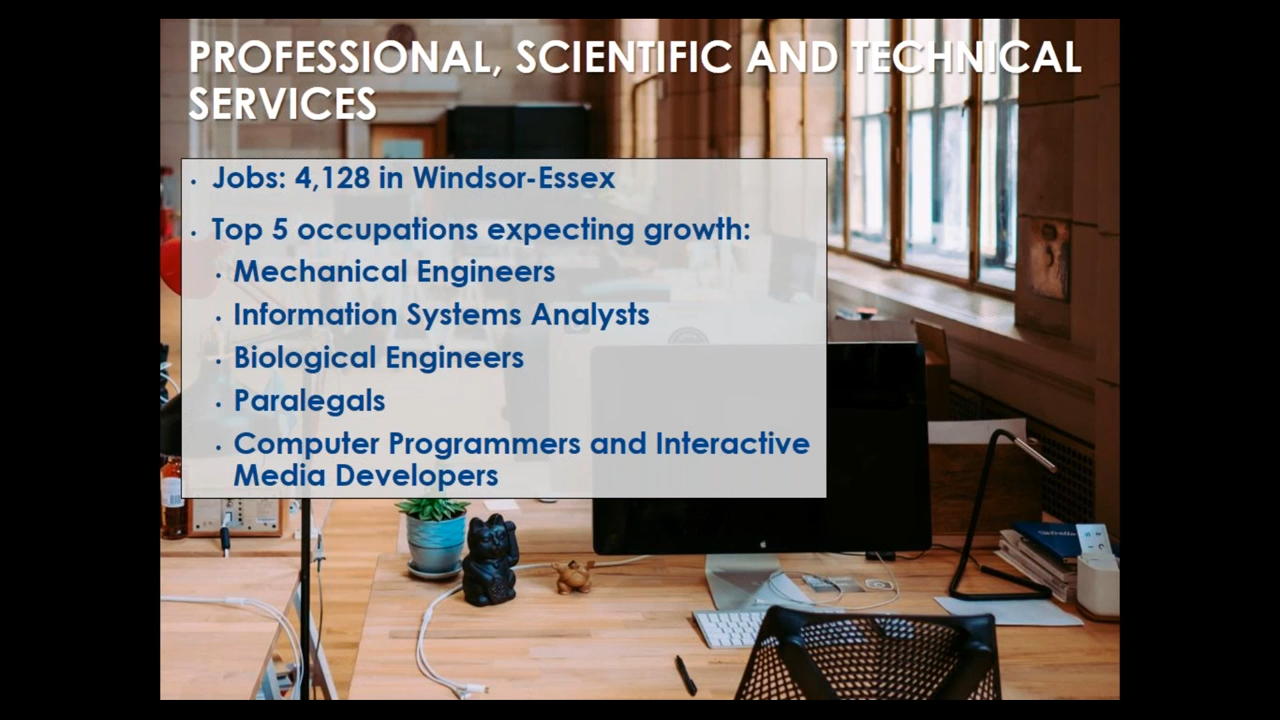 PROFESSIONAL, SCIENTIFIC AND TECHNICAL
SERVICES
· Jobs: 4,128 in Windsor-Essex
· Top 5 occupations expecting growth:
· Mechanical Engineers
· Information Systems Analysts
· Biological Engineers
· Paralegals
· Computer Programmers and Interactive
Media Developers